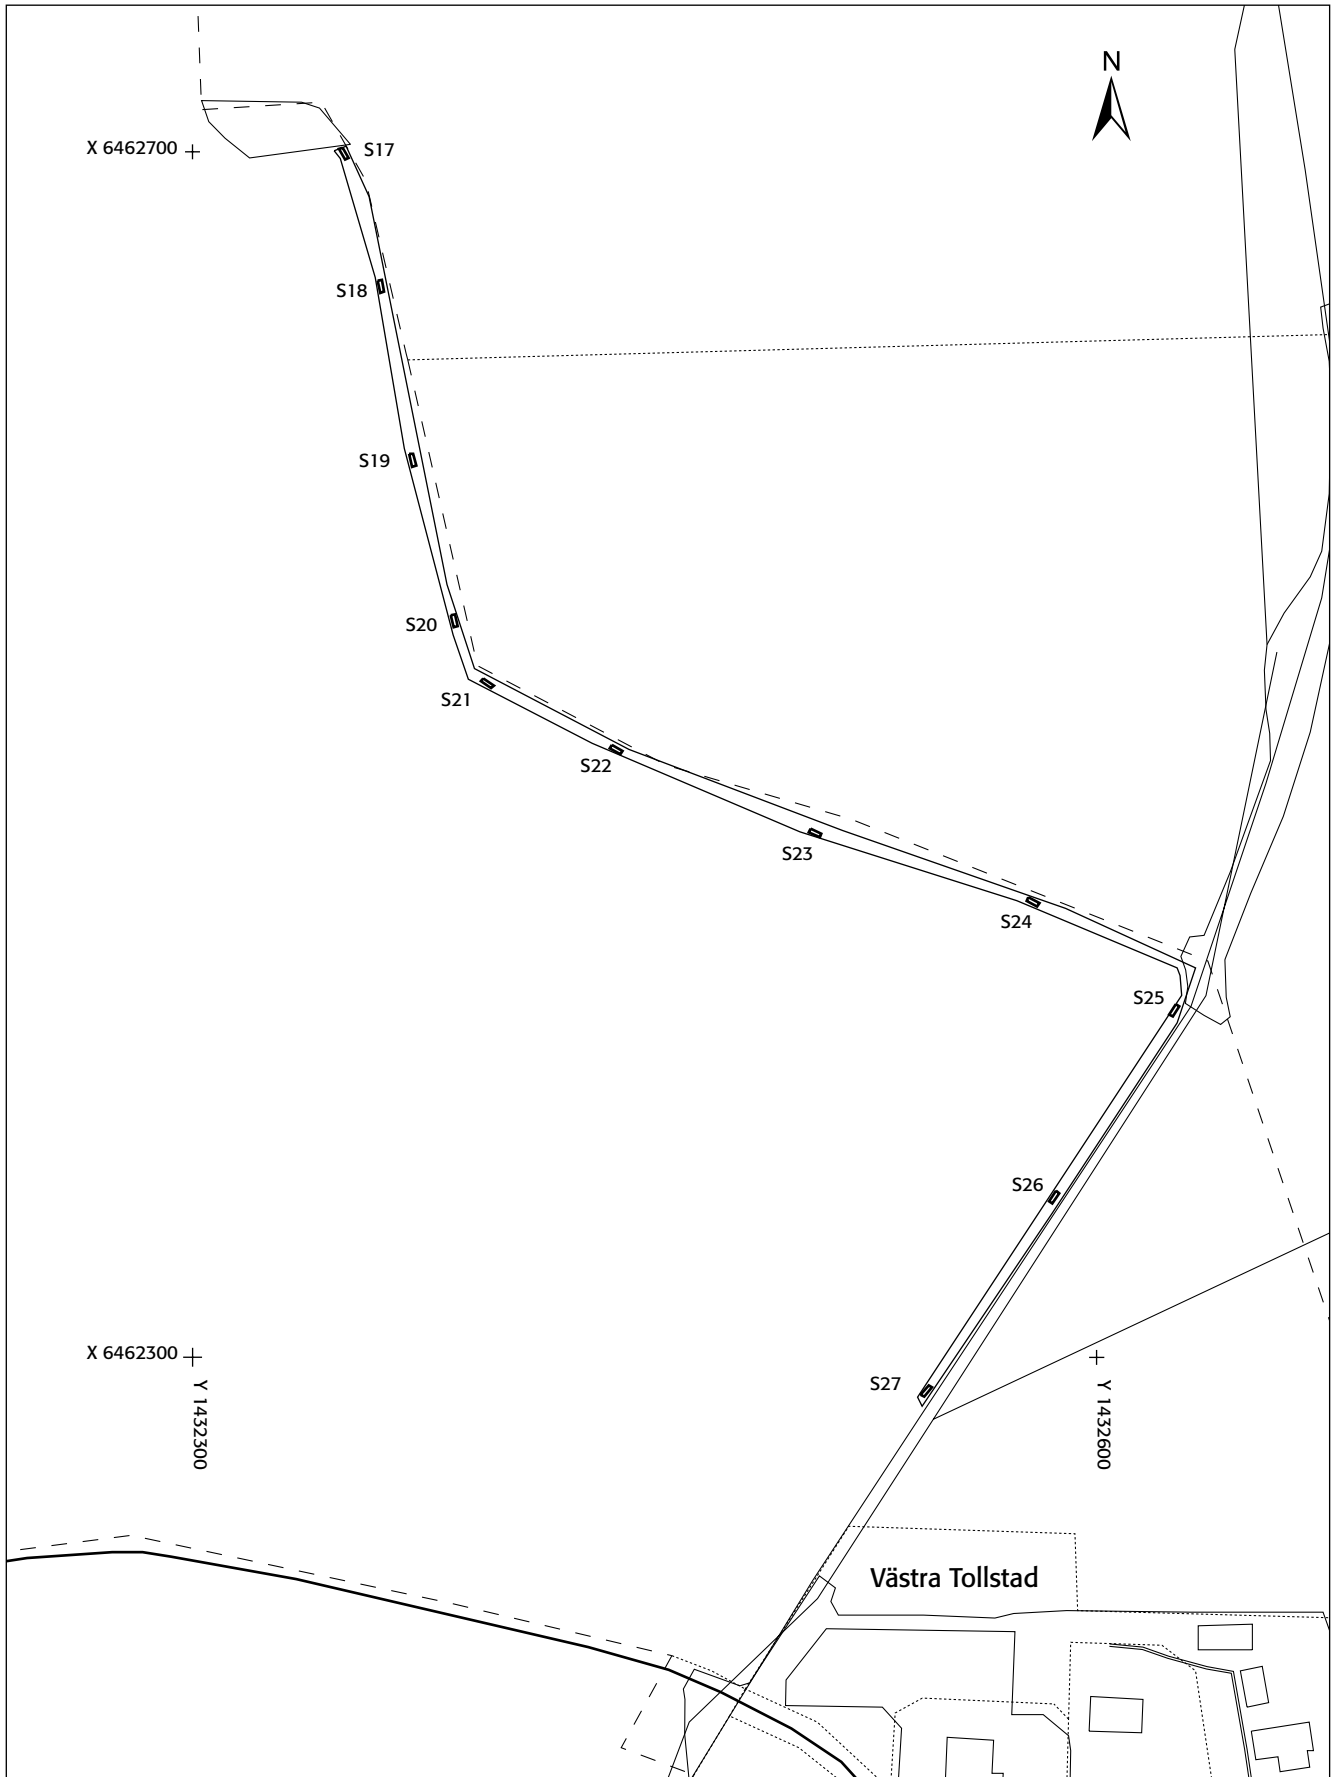 N
X 6462700
S17
S18
S19
S20
S21
S22
S23
S24
S25
S26
S27
X 6462300
Y 1432300
Y 1432600
Västra Tollstad